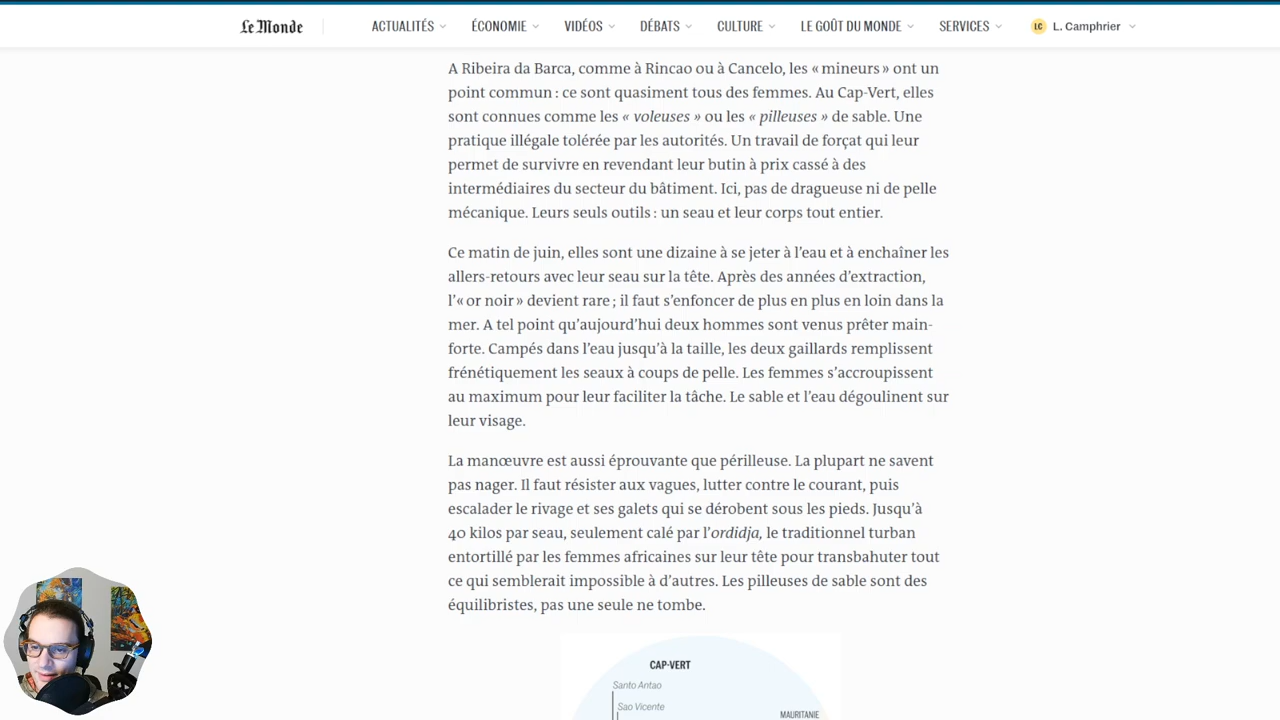 Le Monde
ACTUALITÉS ÉCONOMIE VIDÉOS DÉBATS CULTURE LE GOÛT DU MONDE SERVICES LC L. Camphrier
A Ribeira da Barca, comme à Rincao ou à Cancelo, les « mineurs » ont un
point commun : ce sont quasiment tous des femmes. Au Cap-Vert, elles
sont connues comme les « voleuses » ou les « pilleuses » de sable. Une
pratique illégale tolérée par les autorités. Un travail de forçat qui leur
permet de survivre en revendant leur butin à prix cassé à des
intermédiaires du secteur du bâtiment. Ici, pas de dragueuse ni de pelle
mécanique. Leurs seuls outils : un seau et leur corps tout entier.
Ce matin de juin, elles sont une dizaine à se jeter à l’eau et à enchaîner les
allers-retours avec leur seau sur la tête. Après des années d’extraction,
l’« or noir » devient rare ; il faut s’enfoncer de plus en plus en loin dans la
mer. A tel point qu’aujourd’hui deux hommes sont venus prêter main-
forte. Campés dans l’eau jusqu’à la taille, les deux gaillards remplissent
frénétiquement les seaux à coups de pelle. Les femmes s’accroupissent
au maximum pour leur faciliter la tâche. Le sable et l’eau dégoulinent sur
leur visage.
La manœuvre est aussi éprouvante que périlleuse. La plupart ne savent
pas nager. Il faut résister aux vagues, lutter contre le courant, puis
escalader le rivage et ses galets qui se dérobent sous les pieds. Jusqu’à
40 kilos par seau, seulement calé par l’ordidja, le traditionnel turban
entortillé par les femmes africaines sur leur tête pour transbahuter tout
ce qui semblerait impossible à d’autres. Les pilleuses de sable sont des
équilibristes, pas une seule ne tombe.
CAP-VERT
Santo Antao
Sao Vicente
MAURITANIE